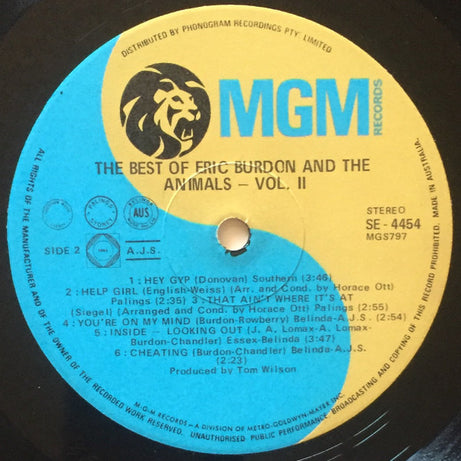 DISTRIBUTED BY PHONOGRAM RECORDINGS PTY. LIMITED
MGM
RECORDS
THE BEST OF ERIC BURDON AND THE
ANIMALS – VOL. II
AUS
STEREO
SE - 4454
MGS797
SIDE 2
A.J.S.
1 : HEY GYP (Donovan) Southern (3:46)
2 : HELP GIRL (English-Weiss) (Arr. and Cond. by Horace Ott)
Palings (2:35) 3 : THAT AIN'T WHERE IT'S AT
(Siegel) (Arranged and Cond. by Horace Ott) Palings (2:55)
4 : YOU'RE ON MY MIND (Burdon-Rowberry) Belinda-A.J.S. (2:54)
5 : INSIDE – LOOKING OUT (J. A. Lomax-A. Lomax-
Burdon-Chandler) Essex-Belinda (3:47)
6 : CHEATING (Burdon-Chandler) Belinda-A.J.S.
(2:23)
Produced by Tom Wilson
M-G-M RECORDS – A DIVISION OF METRO-GOLDWYN-MAYER INC.
ALL RIGHTS OF THE MANUFACTURER AND OF THE OWNER OF THE RECORDED WORK RESERVED. UNAUTHORISED PUBLIC PERFORMANCE, BROADCASTING AND COPYING OF THIS RECORD PROHIBITED. MADE IN AUSTRALIA.